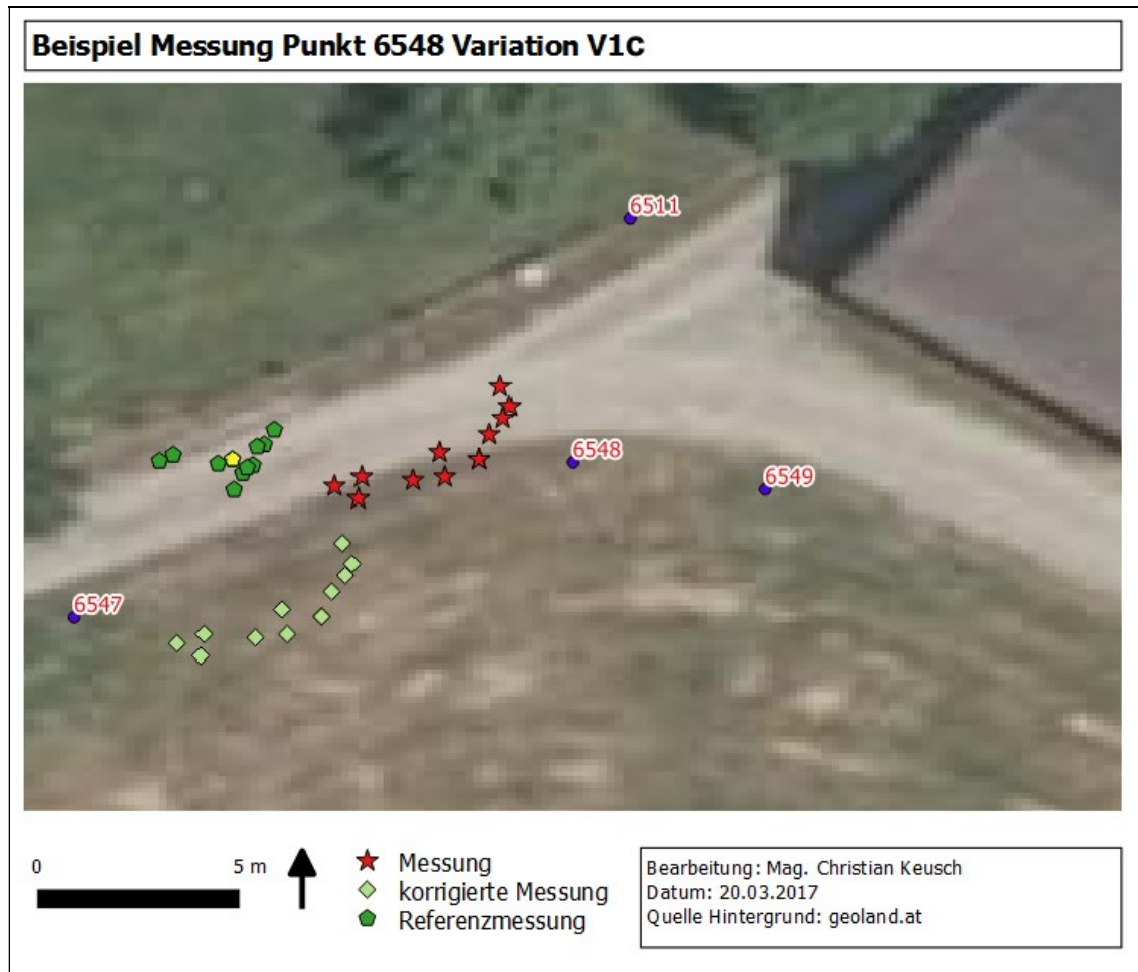 Beispiel Messung Punkt 6548 Variation V1c
6511
6548
6549
6547
0 5 m
Messung
korrigierte Messung
Referenzmessung
Bearbeitung: Mag. Christian Keusch
Datum: 20.03.2017
Quelle Hintergrund: geoland.at